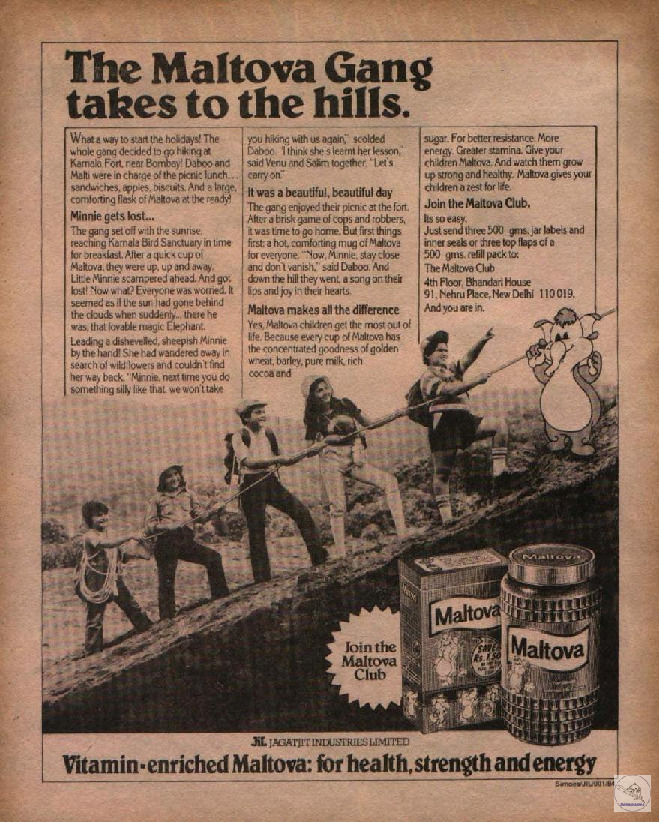 The Maltova Gang
takes to the hills.
What a way to start the holidays! The
whole gang decided to go hiking at
Karnala Fort, near Bombay! Daboo and
Malti were in charge of the picnic lunch...
sandwiches, apples, biscuits. And a large,
comforting flask of Maltova at the ready!
Minnie gets lost...
The gang set off with the sunrise,
reaching Karnala Bird Sanctuary in time
for breakfast. After a quick cup of
Maltova, they were up, up and away.
Little Minnie scampered ahead. And got
lost! Now what? Everyone was worried. It
seemed as if the sun had gone behind
the clouds when suddenly... there he
was, that lovable magic Elephant.
Leading a dishevelled, sheepish Minnie
by the hand! She had wandered away in
search of wild flowers and couldn't find
her way back. "Minnie, next time you do
something silly like that, we won't take
you hiking with us again," scolded
Daboo. "I think she's learnt her lesson,"
said Venu and Salim together. "Let's
carry on."
It was a beautiful, beautiful day
The gang enjoyed their picnic at the fort.
After a brisk game of cops and robbers,
it was time to go home. But first things
first: a hot, comforting mug of Maltova
for everyone. "Now, Minnie, stay close
and don't vanish," said Daboo. And
down the hill they went, a song on their
lips and joy in their hearts.
Maltova makes all the difference
Yes, Maltova children get the most out of
life. Because every cup of Maltova has
the concentrated goodness of golden
wheat, barley, pure milk, rich
cocoa and
sugar. For better resistance. More
energy. Greater stamina. Give your
children Maltova. And watch them grow
up strong and healthy. Maltova gives your
children a zest for life.
Join the Maltova Club.
Its so easy.
Just send three 500 gms. jar labels and
inner seals or three top flaps of a
500 gms. refill pack to:
The Maltova Club
4th Floor, Bhandari House
91, Nehru Place, New Delhi 110 019.
And you are in.
Maltova
Maltova
Maltova
SAVE
Join the
Maltova
Club
JIL JAGATJIT INDUSTRIES LIMITED
Vitamin-enriched Maltova: for health, strength and energy